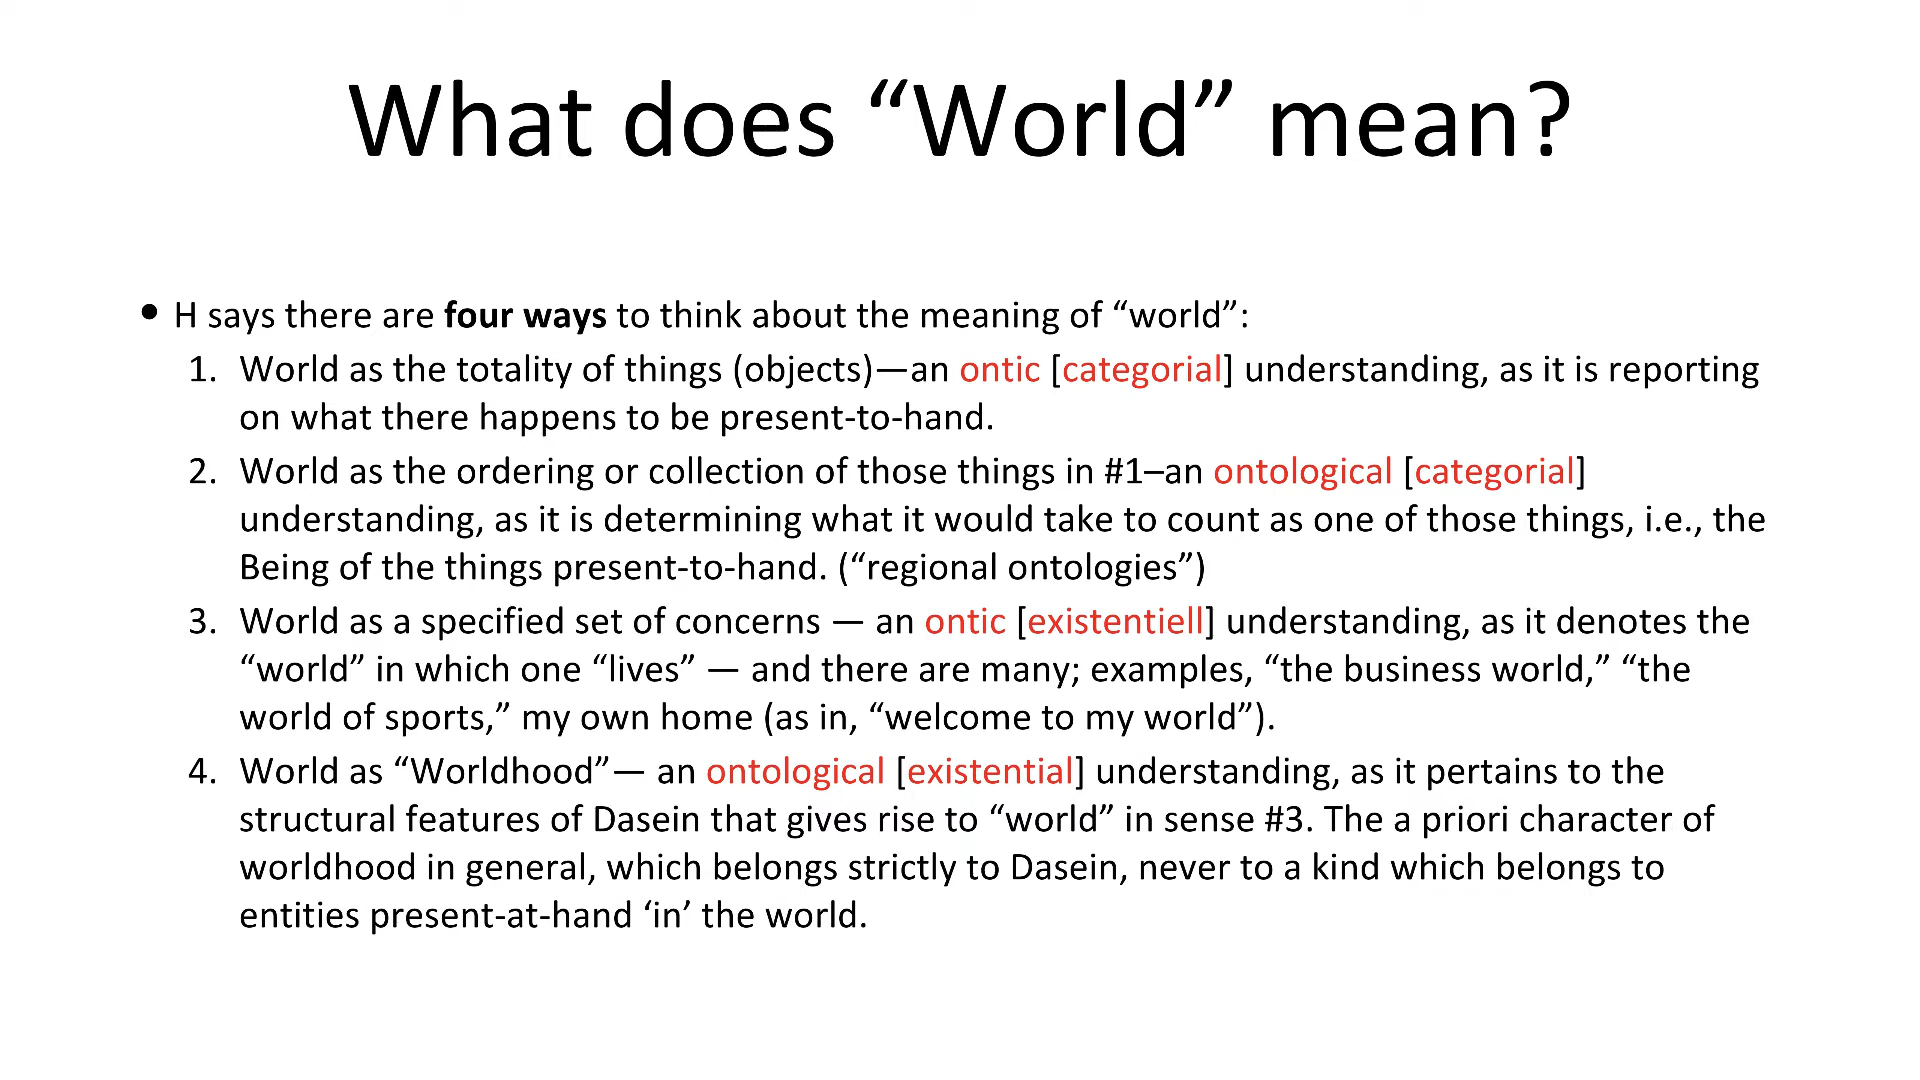 What does “World” mean?
• H says there are four ways to think about the meaning of “world”:
1. World as the totality of things (objects)—an ontic [categorial] understanding, as it is reporting
on what there happens to be present-to-hand.
2. World as the ordering or collection of those things in #1–an ontological [categorial]
understanding, as it is determining what it would take to count as one of those things, i.e., the
Being of the things present-to-hand. (“regional ontologies”)
3. World as a specified set of concerns — an ontic [existentiell] understanding, as it denotes the
“world” in which one “lives” — and there are many; examples, “the business world,” “the
world of sports,” my own home (as in, “welcome to my world”).
4. World as “Worldhood”— an ontological [existential] understanding, as it pertains to the
structural features of Dasein that gives rise to “world” in sense #3. The a priori character of
worldhood in general, which belongs strictly to Dasein, never to a kind which belongs to
entities present-at-hand ‘in’ the world.